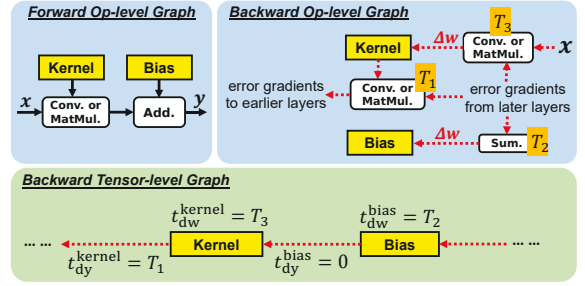 Forward Op-level Graph
Kernel
Bias
x
Conv. or
MatMul.
Add.
y
Backward Op-level Graph
T₃
Kernel
Δw
Conv. or
MatMul.
x
error gradients
to earlier layers
Conv. or
MatMul.
T₁
error gradients
from later layers
Bias
Δw
Sum.
T₂
Backward Tensor-level Graph
t_dw^kernel = T₃
t_dw^bias = T₂
... ...
Kernel
Bias
... ...
t_dy^kernel = T₁
t_dy^bias = 0